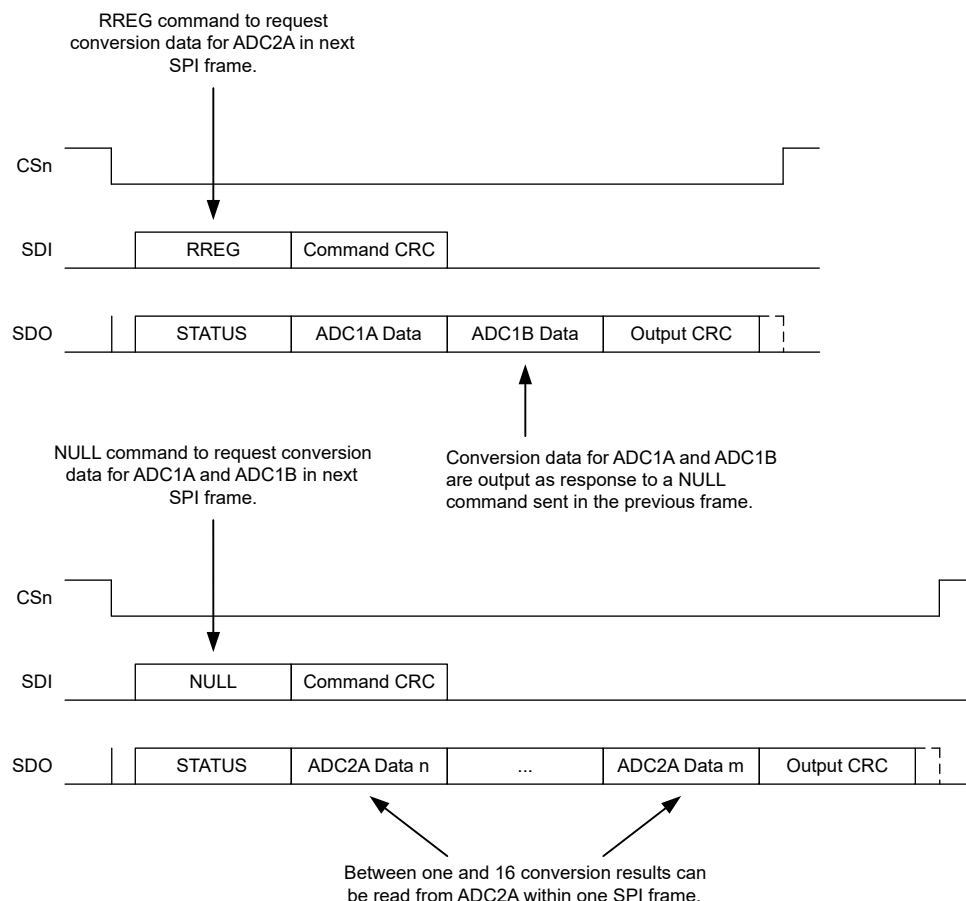 RREG command to request
conversion data for ADC2A in next
SPI frame.
CSn
SDI RREG Command CRC
SDO STATUS ADC1A Data ADC1B Data Output CRC
NULL command to request conversion
data for ADC1A and ADC1B in next
SPI frame.
Conversion data for ADC1A and ADC1B
are output as response to a NULL
command sent in the previous frame.
CSn
SDI NULL Command CRC
SDO STATUS ADC2A Data n ... ADC2A Data m Output CRC
Between one and 16 conversion results can
be read from ADC2A within one SPI frame.